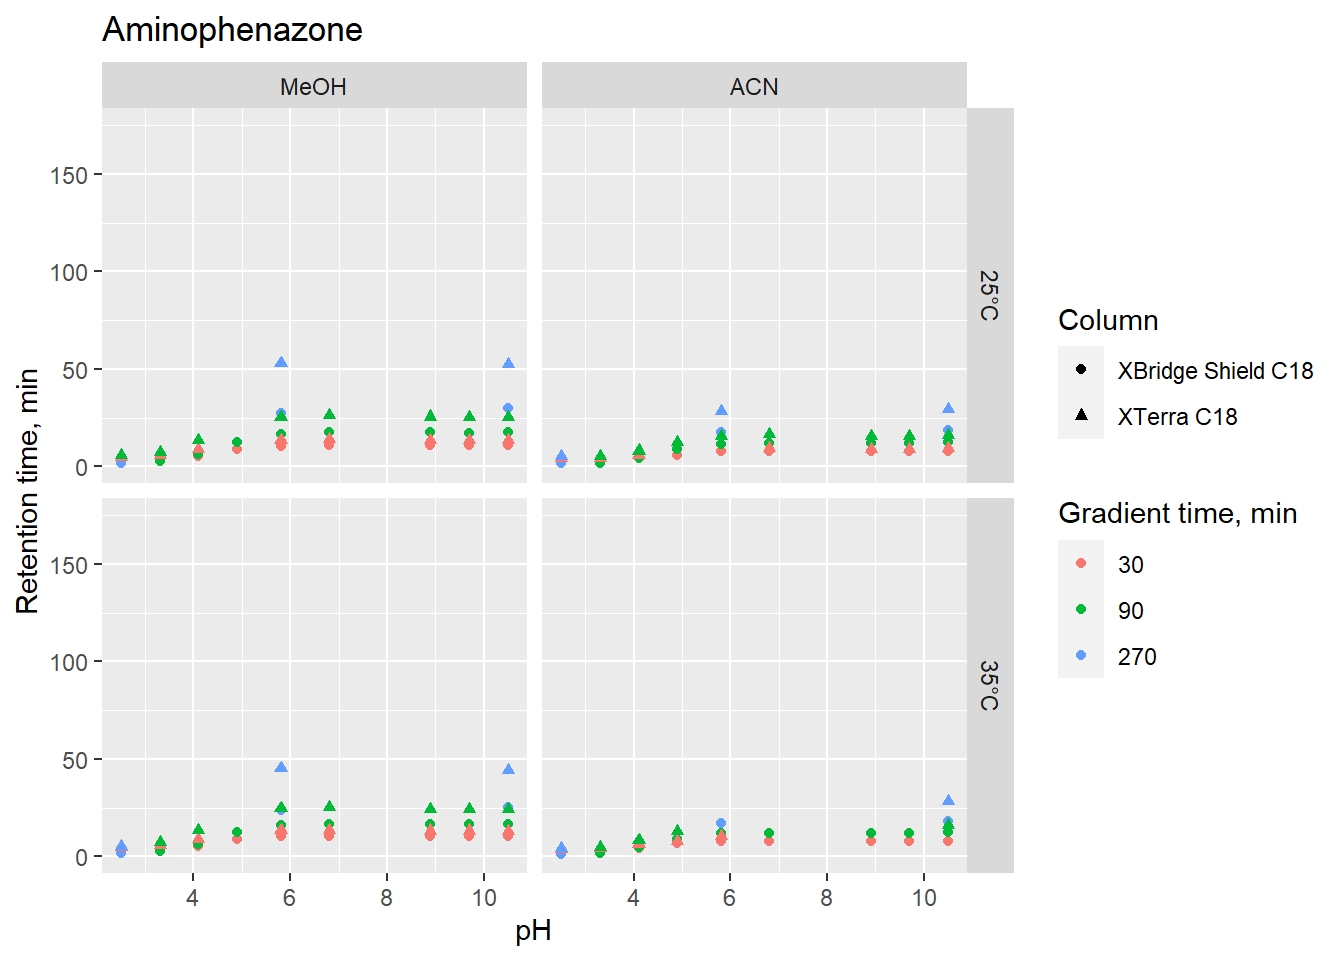 Aminophenazone
MeOH
ACN
150
100
50
0
25°C
150
100
50
0
35°C
4 6 8 10
4 6 8 10
pH
Retention time, min
Column
XBridge Shield C18
XTerra C18
Gradient time, min
30
90
270